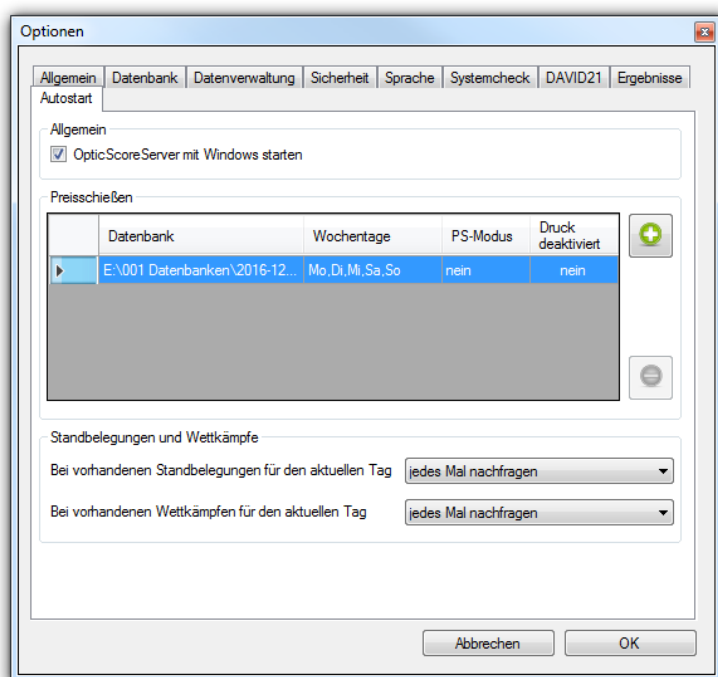 Optionen
Allgemein Datenbank Datenverwaltung Sicherheit Sprache Systemcheck DAVID21 Ergebnisse
Autostart
Allgemein
OpticScoreServer mit Windows starten
Preisschießen
Datenbank Wochentage PS-Modus Druck deaktiviert
E:\001 Datenbanken\2016-12... Mo,Di,Mi,Sa,So nein nein
Standbelegungen und Wettkämpfe
Bei vorhandenen Standbelegungen für den aktuellen Tag jedes Mal nachfragen
Bei vorhandenen Wettkämpfen für den aktuellen Tag jedes Mal nachfragen
Abbrechen OK